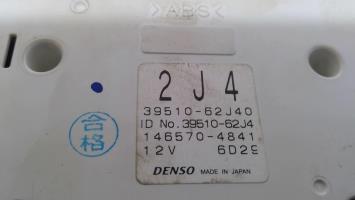 >ABS<
2J4
39510-62J40
ID No. 39510-62J4
146570-4841
12V 6D29
DENSO MADE IN JAPAN
合格